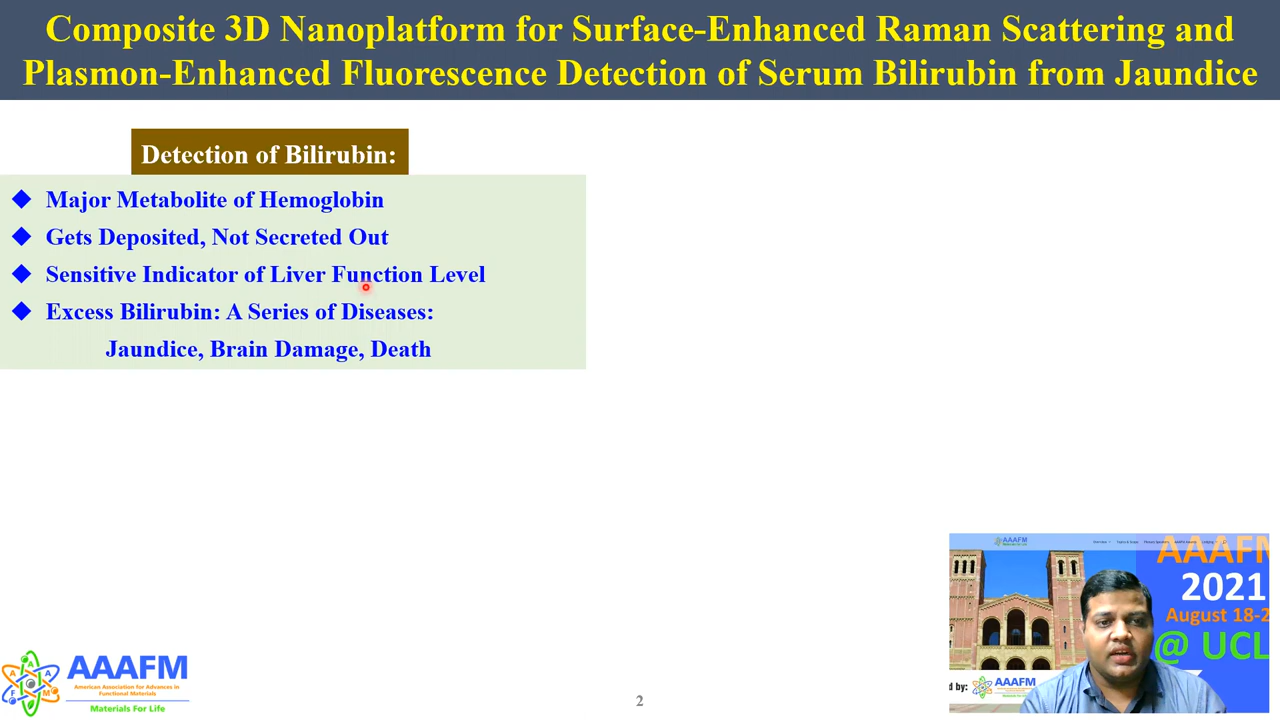 Composite 3D Nanoplatform for Surface-Enhanced Raman Scattering and
Plasmon-Enhanced Fluorescence Detection of Serum Bilirubin from Jaundice
Detection of Bilirubin:
Major Metabolite of Hemoglobin
Gets Deposited, Not Secreted Out
Sensitive Indicator of Liver Function Level
Excess Bilirubin: A Series of Diseases:
Jaundice, Brain Damage, Death
AAAFM
American Association for Advances in
Functional Materials
Materials For Life
2
AAAFM
2021
August 18-2
@ UCL
d by:
AAAFM